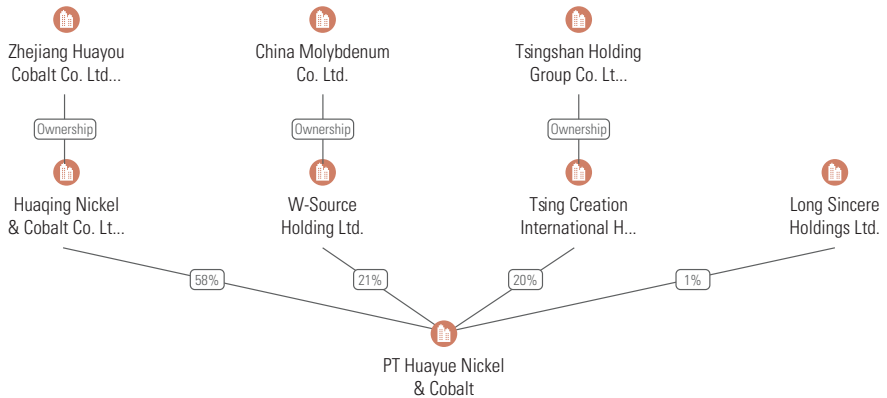 Zhejiang Huayou
Cobalt Co. Ltd...
China Molybdenum
Co. Ltd.
Tsingshan Holding
Group Co. Lt...
Ownership
Ownership
Ownership
Huaqing Nickel
& Cobalt Co. Lt...
W-Source
Holding Ltd.
Tsing Creation
International H...
Long Sincere
Holdings Ltd.
58%
21%
20%
1%
PT Huayue Nickel
& Cobalt